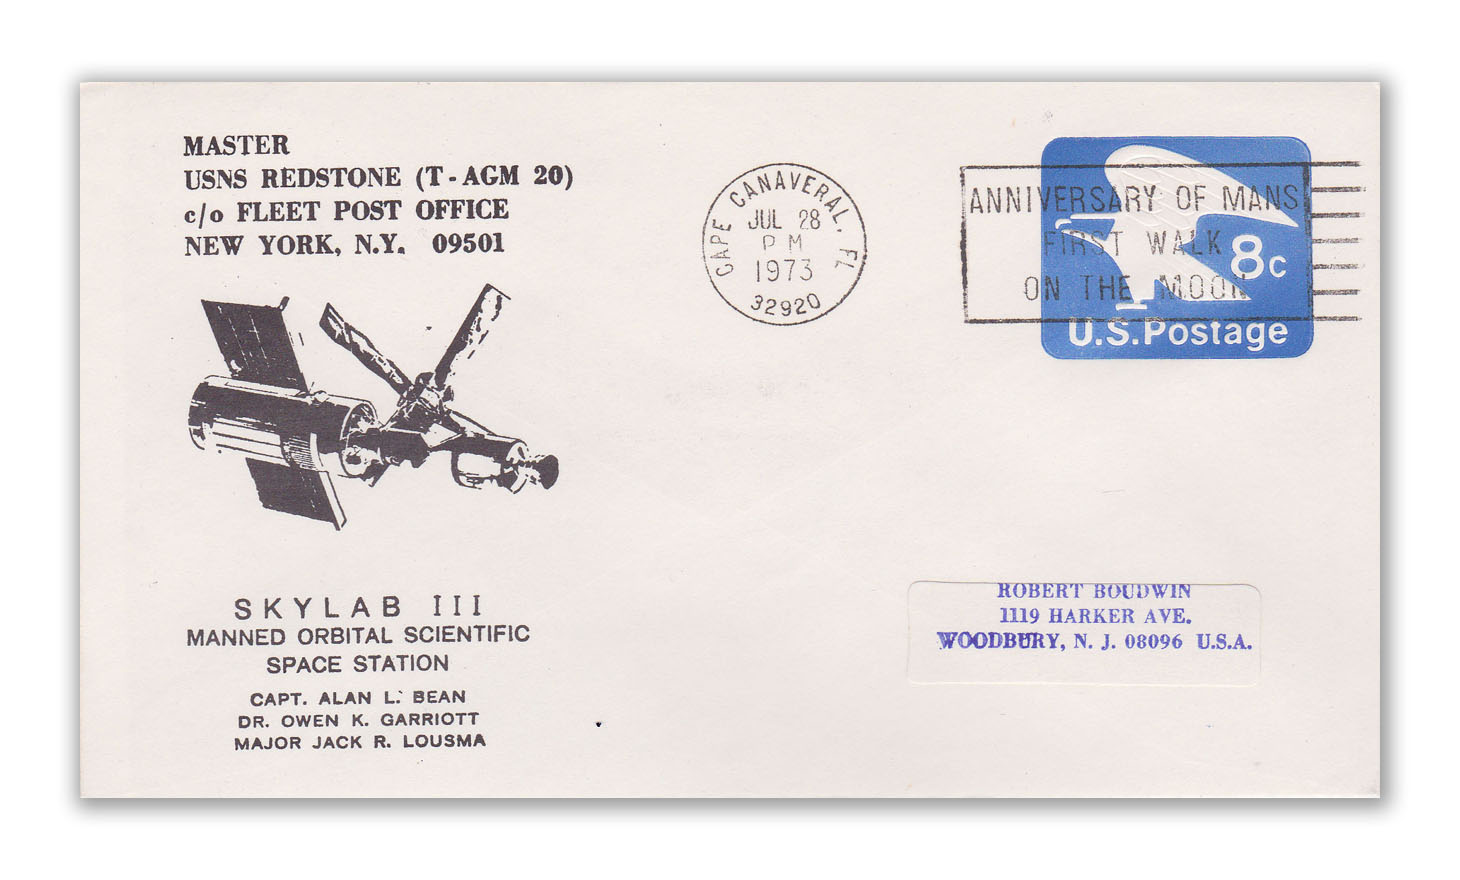 MASTER
USNS REDSTONE (T-AGM 20)
c/o FLEET POST OFFICE
NEW YORK, N.Y. 09501
CAPE CANAVERAL, FL
JUL 28
PM
1973
32920
ANNIVERSARY OF MANS
FIRST WALK
ON THE MOON
8c
U.S.Postage
SKYLAB III
MANNED ORBITAL SCIENTIFIC
SPACE STATION
CAPT. ALAN L. BEAN
DR. OWEN K. GARRIOTT
MAJOR JACK R. LOUSMA
ROBERT BOUDWIN
1119 HARKER AVE.
WOODBURY, N. J. 08096 U.S.A.